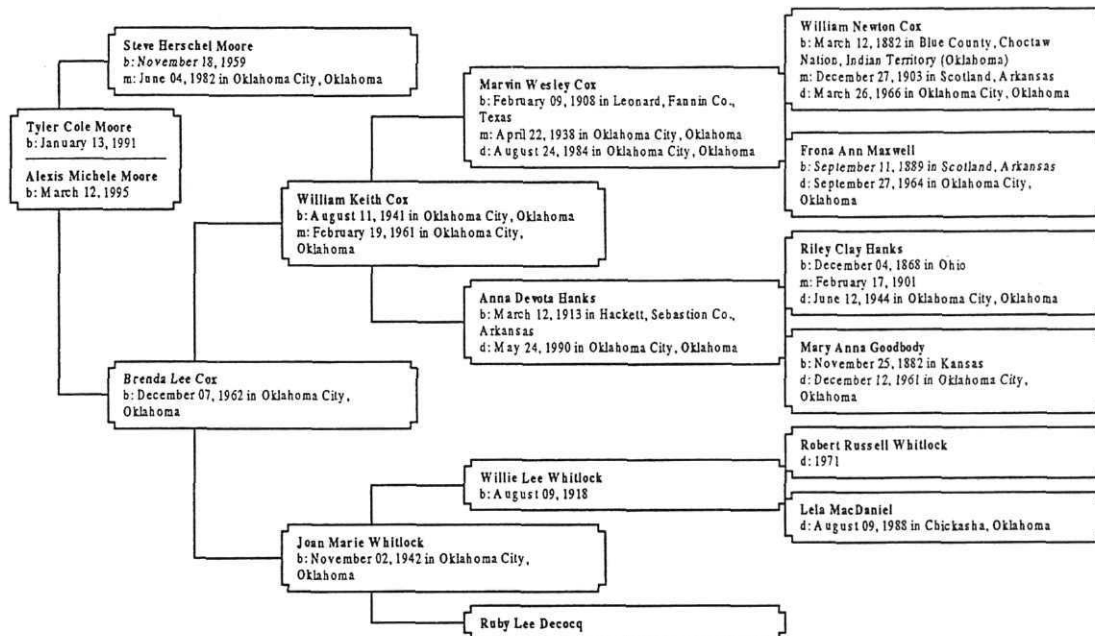 Steve Herschel Moore
b: November 18, 1959
m: June 04, 1982 in Oklahoma City, Oklahoma
Tyler Cole Moore
b: January 13, 1991
Alexis Michele Moore
b: March 12, 1995
Brenda Lee Cox
b: December 07, 1962 in Oklahoma City,
Oklahoma
William Keith Cox
b: August 11, 1941 in Oklahoma City, Oklahoma
m: February 19, 1961 in Oklahoma City,
Oklahoma
Joan Marie Whitlock
b: November 02, 1942 in Oklahoma City,
Oklahoma
Marvin Wesley Cox
b: February 09, 1908 in Leonard, Fannin Co.,
Texas
m: April 22, 1938 in Oklahoma City, Oklahoma
d: August 24, 1984 in Oklahoma City, Oklahoma
Anna Devota Hanks
b: March 12, 1913 in Hackett, Sebastion Co.,
Arkansas
d: May 24, 1990 in Oklahoma City, Oklahoma
Willie Lee Whitlock
b: August 09, 1918
Ruby Lee Decocq
William Newton Cox
b: March 12, 1882 in Blue County, Choctaw
Nation, Indian Territory (Oklahoma)
m: December 27, 1903 in Scotland, Arkansas
d: March 26, 1966 in Oklahoma City, Oklahoma
Frona Ann Maxwell
b: September 11, 1889 in Scotland, Arkansas
d: September 27, 1964 in Oklahoma City,
Oklahoma
Riley Clay Hanks
b: December 04, 1868 in Ohio
m: February 17, 1901
d: June 12, 1944 in Oklahoma City, Oklahoma
Mary Anna Goodbody
b: November 25, 1882 in Kansas
d: December 12, 1961 in Oklahoma City,
Oklahoma
Robert Russell Whitlock
d: 1971
Lela MacDaniel
d: August 09, 1988 in Chickasha, Oklahoma